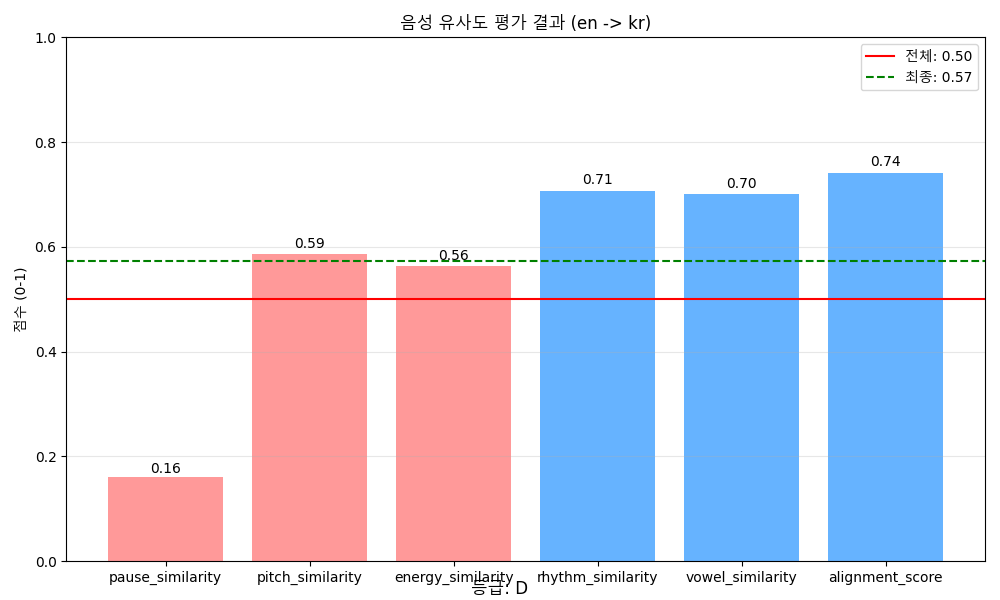 음성 유사도 평가 결과 (en -> kr)
전체: 0.50
최종: 0.57
점수 (0-1)
1.0
0.8
0.6
0.4
0.2
0.0
0.16
0.59
0.56
0.71
0.70
0.74
pause_similarity
pitch_similarity
energy_similarity
rhythm_similarity
vowel_similarity
alignment_score
등급: D